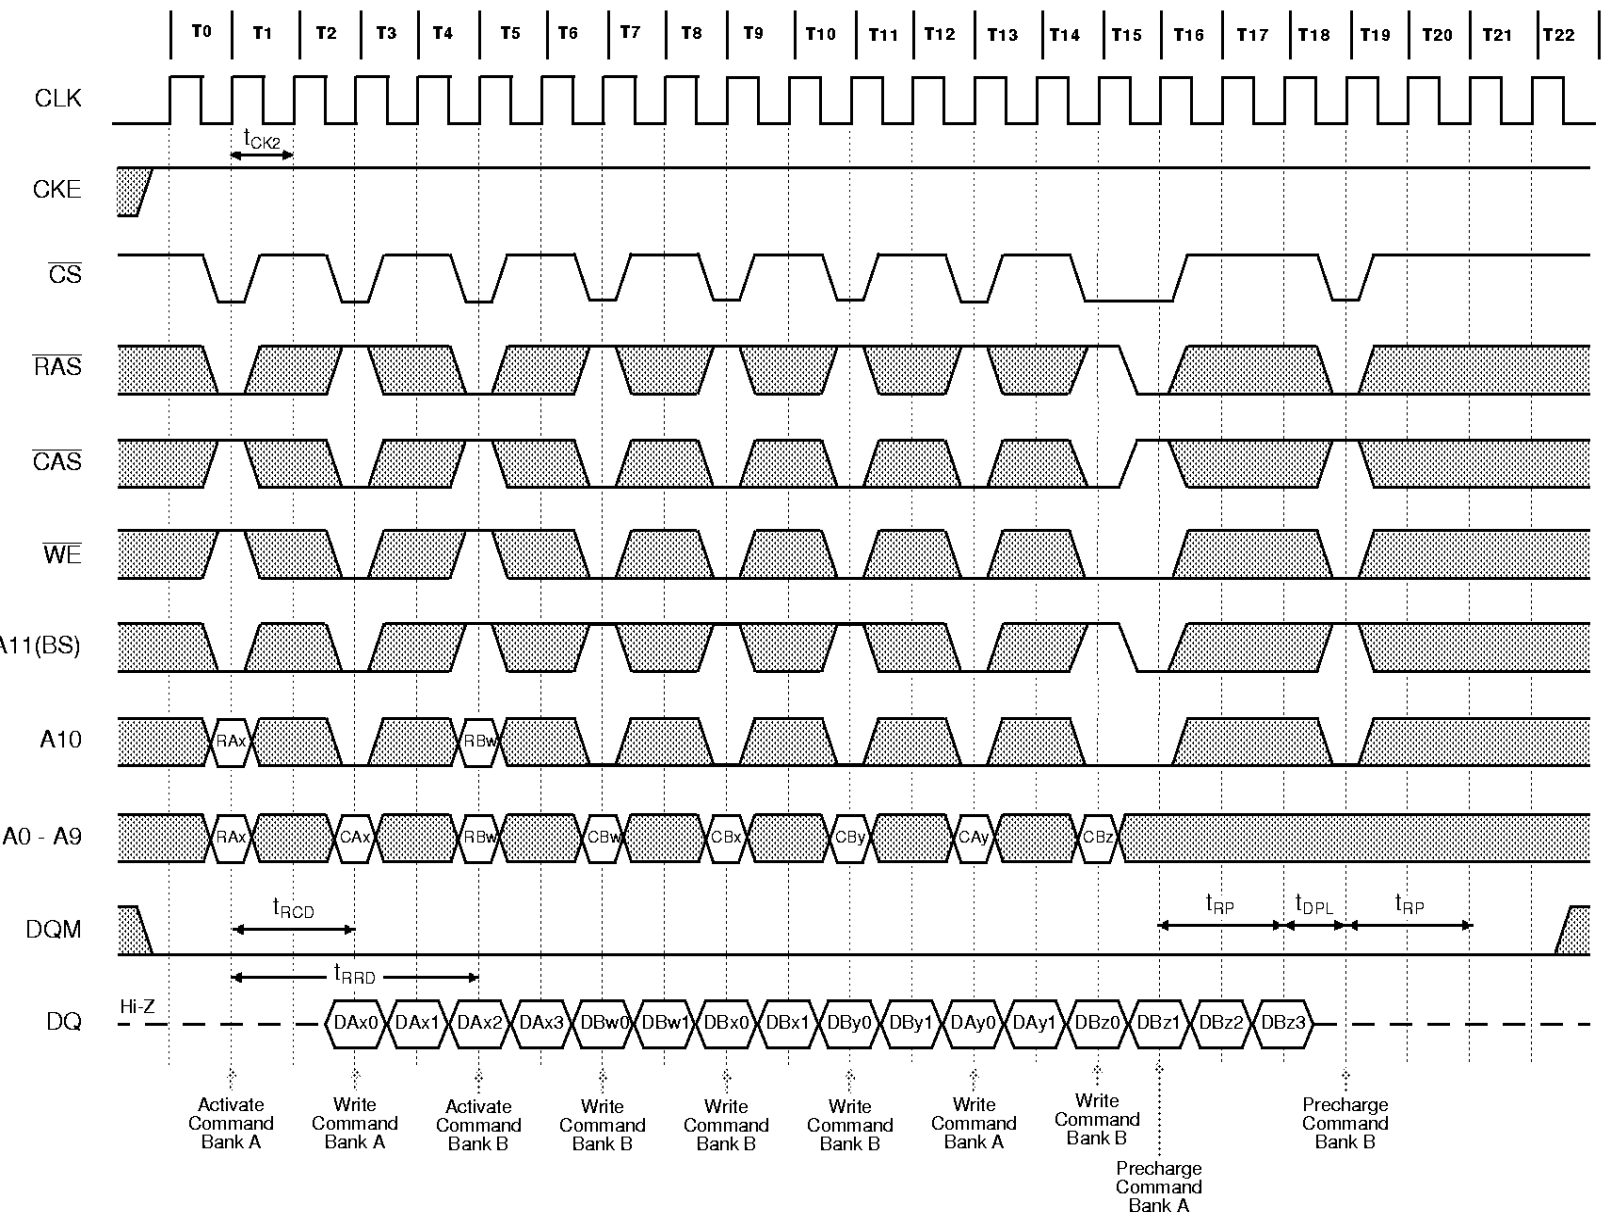 T0 T1 T2 T3 T4 T5 T6 T7 T8 T9 T10 T11 T12 T13 T14 T15 T16 T17 T18 T19 T20 T21 T22
CLK
tCK2
CKE
CS
RAS
CAS
WE
A11(BS)
A10 RAx RBw
A0 - A9 RAx CAx RBw CBw CBx CBy CAy CBz
DQM tRCD tRP tDPL tRP
tRRD
DQ Hi-Z DAx0 DAx1 DAx2 DAx3 DBw0 DBw1 DBx0 DBx1 DBy0 DBy1 DAy0 DAy1 DBz0 DBz1 DBz2 DBz3
Activate Command Bank A
Write Command Bank A
Activate Command Bank B
Write Command Bank B
Write Command Bank B
Write Command Bank B
Write Command Bank A
Write Command Bank B
Precharge Command Bank A
Precharge Command Bank B